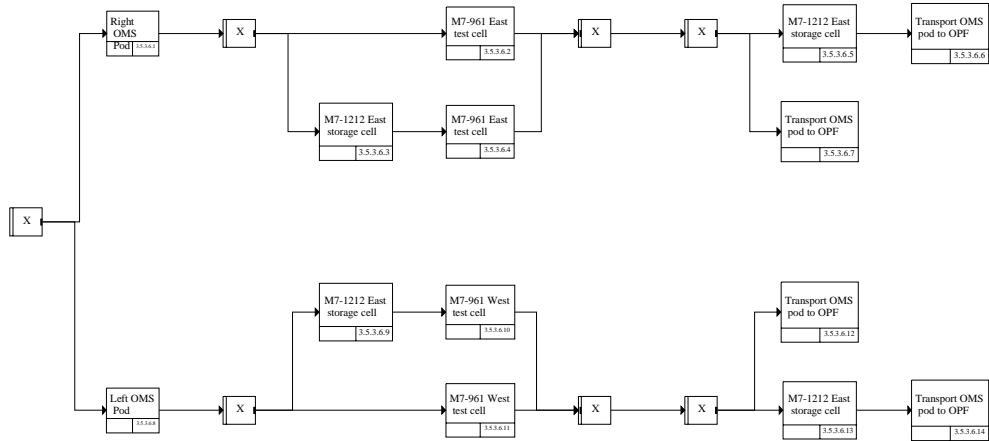 Right
OMS
Pod
3.5.3.6.1
X
M7-961 East
test cell
3.5.3.6.2
X
X
M7-1212 East
storage cell
3.5.3.6.5
Transport OMS
pod to OPF
3.5.3.6.6
M7-1212 East
storage cell
3.5.3.6.3
M7-961 East
test cell
3.5.3.6.4
Transport OMS
pod to OPF
3.5.3.6.7
X
M7-1212 East
storage cell
3.5.3.6.9
M7-961 West
test cell
3.5.3.6.10
Transport OMS
pod to OPF
3.5.3.6.12
Left OMS
Pod
3.5.3.6.8
X
M7-961 West
test cell
3.5.3.6.11
X
X
M7-1212 East
storage cell
3.5.3.6.13
Transport OMS
pod to OPF
3.5.3.6.14